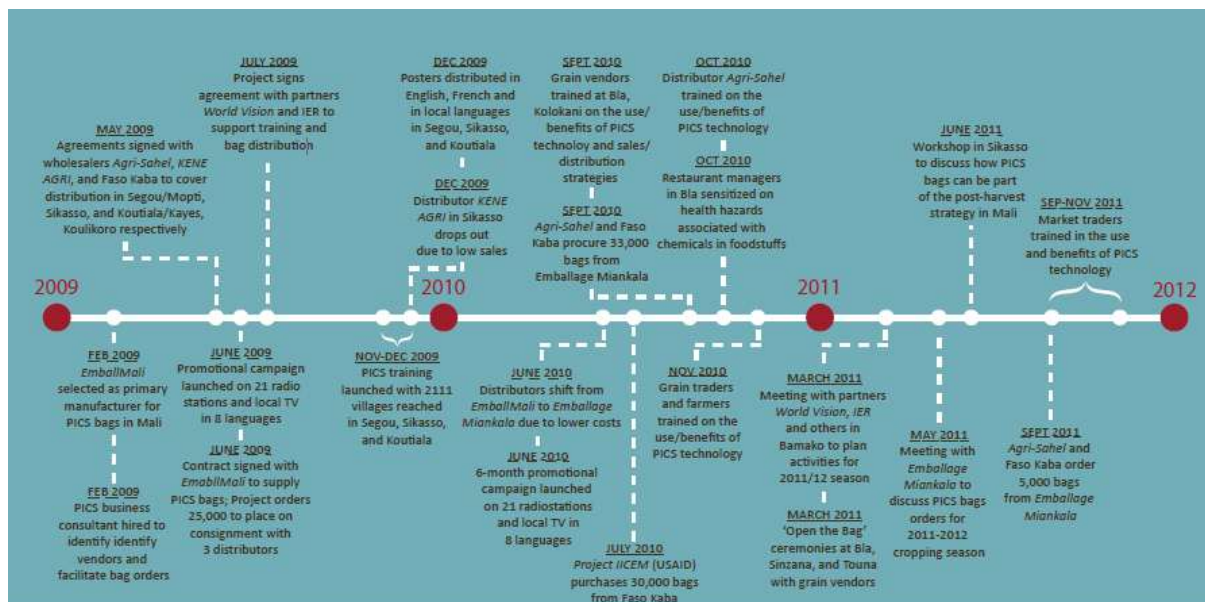 JULY 2009
Project signs
agreement with partners
World Vision and IER to
support training and
bag distribution
DEC 2009
Posters distributed in
English, French and
in local languages
in Segou, Sikasso,
and Koutiala
SEPT 2010
Grain vendors
trained at Bla,
Kolokani on the use/
benefits of PICS
technoloy and sales/
distribution
strategies
OCT 2010
Distributor Agri-Sahel
trained on the
use/benefits of
PICS technology
MAY 2009
Agreements signed with
wholesalers Agri-Sahel, KENE
AGRI, and Faso Kaba to cover
distribution in Segou/Mopti,
Sikasso, and Koutiala/Kayes,
Koulikoro respectively
DEC 2009
Distributor KENE
AGRI in Sikasso
drops out
due to low sales
SEPT 2010
Agri-Sahel and Faso
Kaba procure 33,000
bags from
Emballage Miankala
OCT 2010
Restaurant managers
in Bla sensitized on
health hazards
associated with
chemicals in foodstuffs
JUNE 2011
Workshop in Sikasso
to discuss how PICS
bags can be part
of the post-harvest
strategy in Mali
SEP-NOV 2011
Market traders
trained in the use
and benefits of PICS
technology
2009
2010
2011
2012
FEB 2009
EmballMali
selected as primary
manufacturer for
PICS bags in Mali
FEB 2009
PICS business
consultant hired to
identify identify
vendors and
facilitate bag orders
JUNE 2009
Promotional campaign
launched on 21 radio
stations and local TV
in 8 languages
JUNE 2009
Contract signed with
EmabllMali to supply
PICS bags; Project orders
25,000 to place on
consignment with
3 distributors
NOV-DEC 2009
PICS training
launched with 2111
villages reached
in Segou, Sikasso,
and Koutiala
JUNE 2010
Distributors shift from
EmballMali to Emballage
Miankala due to lower costs
JUNE 2010
6-month promotional
campaign launched
on 21 radiostations
and local TV in
8 languages
JULY 2010
Project IICEM (USAID)
purchases 30,000 bags
from Faso Kaba
NOV 2010
Grain traders
and farmers
trained on the
use/benefits of
PICS technology
MARCH 2011
Meeting with partners
World Vision, IER
and others in
Bamako to plan
activities for
2011/12 season
MARCH 2011
'Open the Bag'
ceremonies at Bla,
Sinzana, and Touna
with grain vendors
MAY 2011
Meeting with
Emballage
Miankala to
discuss PICS bags
orders for
2011-2012
cropping season
SEPT 2011
Agri-Sahel and
Faso Kaba order
5,000 bags
from Emballage
Miankala